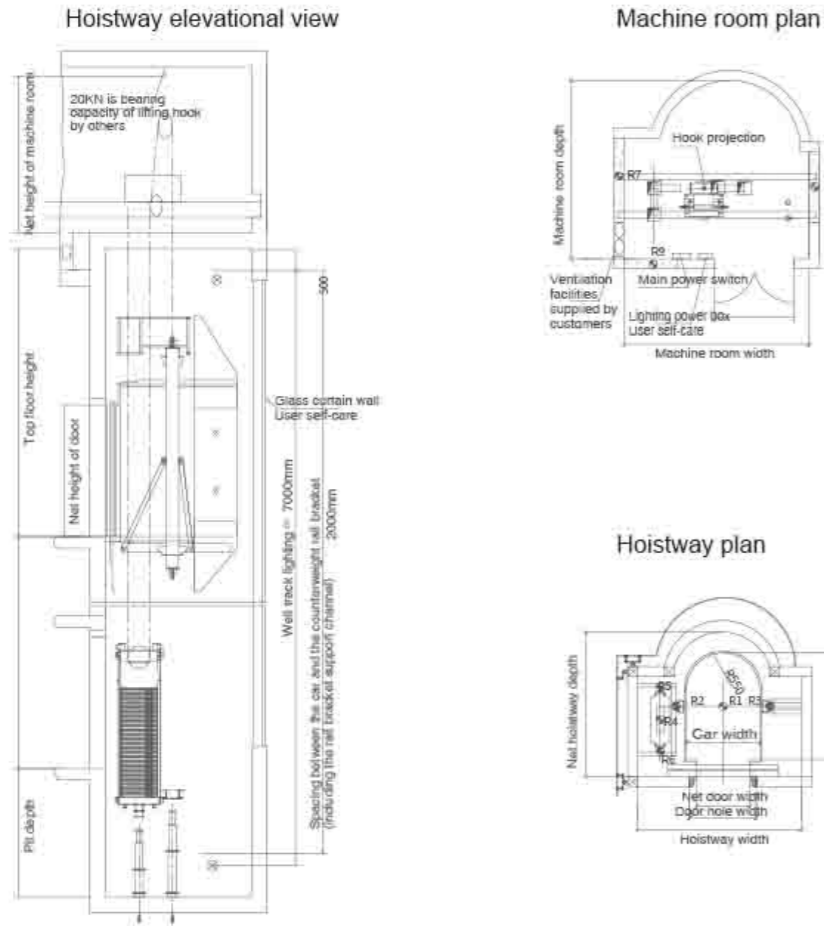 Hoistway elevational view
Net height of machine room
20KN is bearing
capacity of lifting hook
by others
500
Top floor height
Net height of door
Glass curtain wall
User self-care
Well track lighting = 7000mm
Spacing between the car and the counterweight rail bracket
(including the rail bracket support channel) 2000mm
Pit depth
Machine room plan
Machine room depth
Hook projection
R7
R9
Ventilation
facilities
supplied by
customers
Main power switch
Lighting power box
User self-care
Machine room width
Hoistway plan
Net hoistway depth
R550
R5
R2
R1
R3
R4
R6
Car width
Net door width
Door hole width
Hoistway width